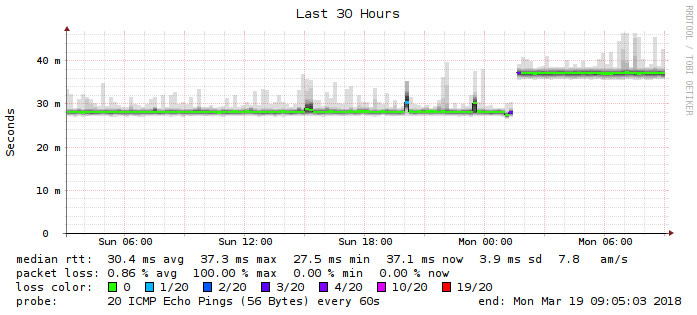 Last 30 Hours
RRDTOOL / TOBI OETIKER
Seconds
40 m
30 m
20 m
10 m
0
Sun 06:00 Sun 12:00 Sun 18:00 Mon 00:00 Mon 06:00
median rtt: 30.4 ms avg 37.3 ms max 27.5 ms min 37.1 ms now 3.9 ms sd 7.8 am/s
packet loss: 0.86 % avg 100.00 % max 0.00 % min 0.00 % now
loss color: 0 1/20 2/20 3/20 4/20 10/20 19/20
probe: 20 ICMP Echo Pings (56 Bytes) every 60s end: Mon Mar 19 09:05:03 2018